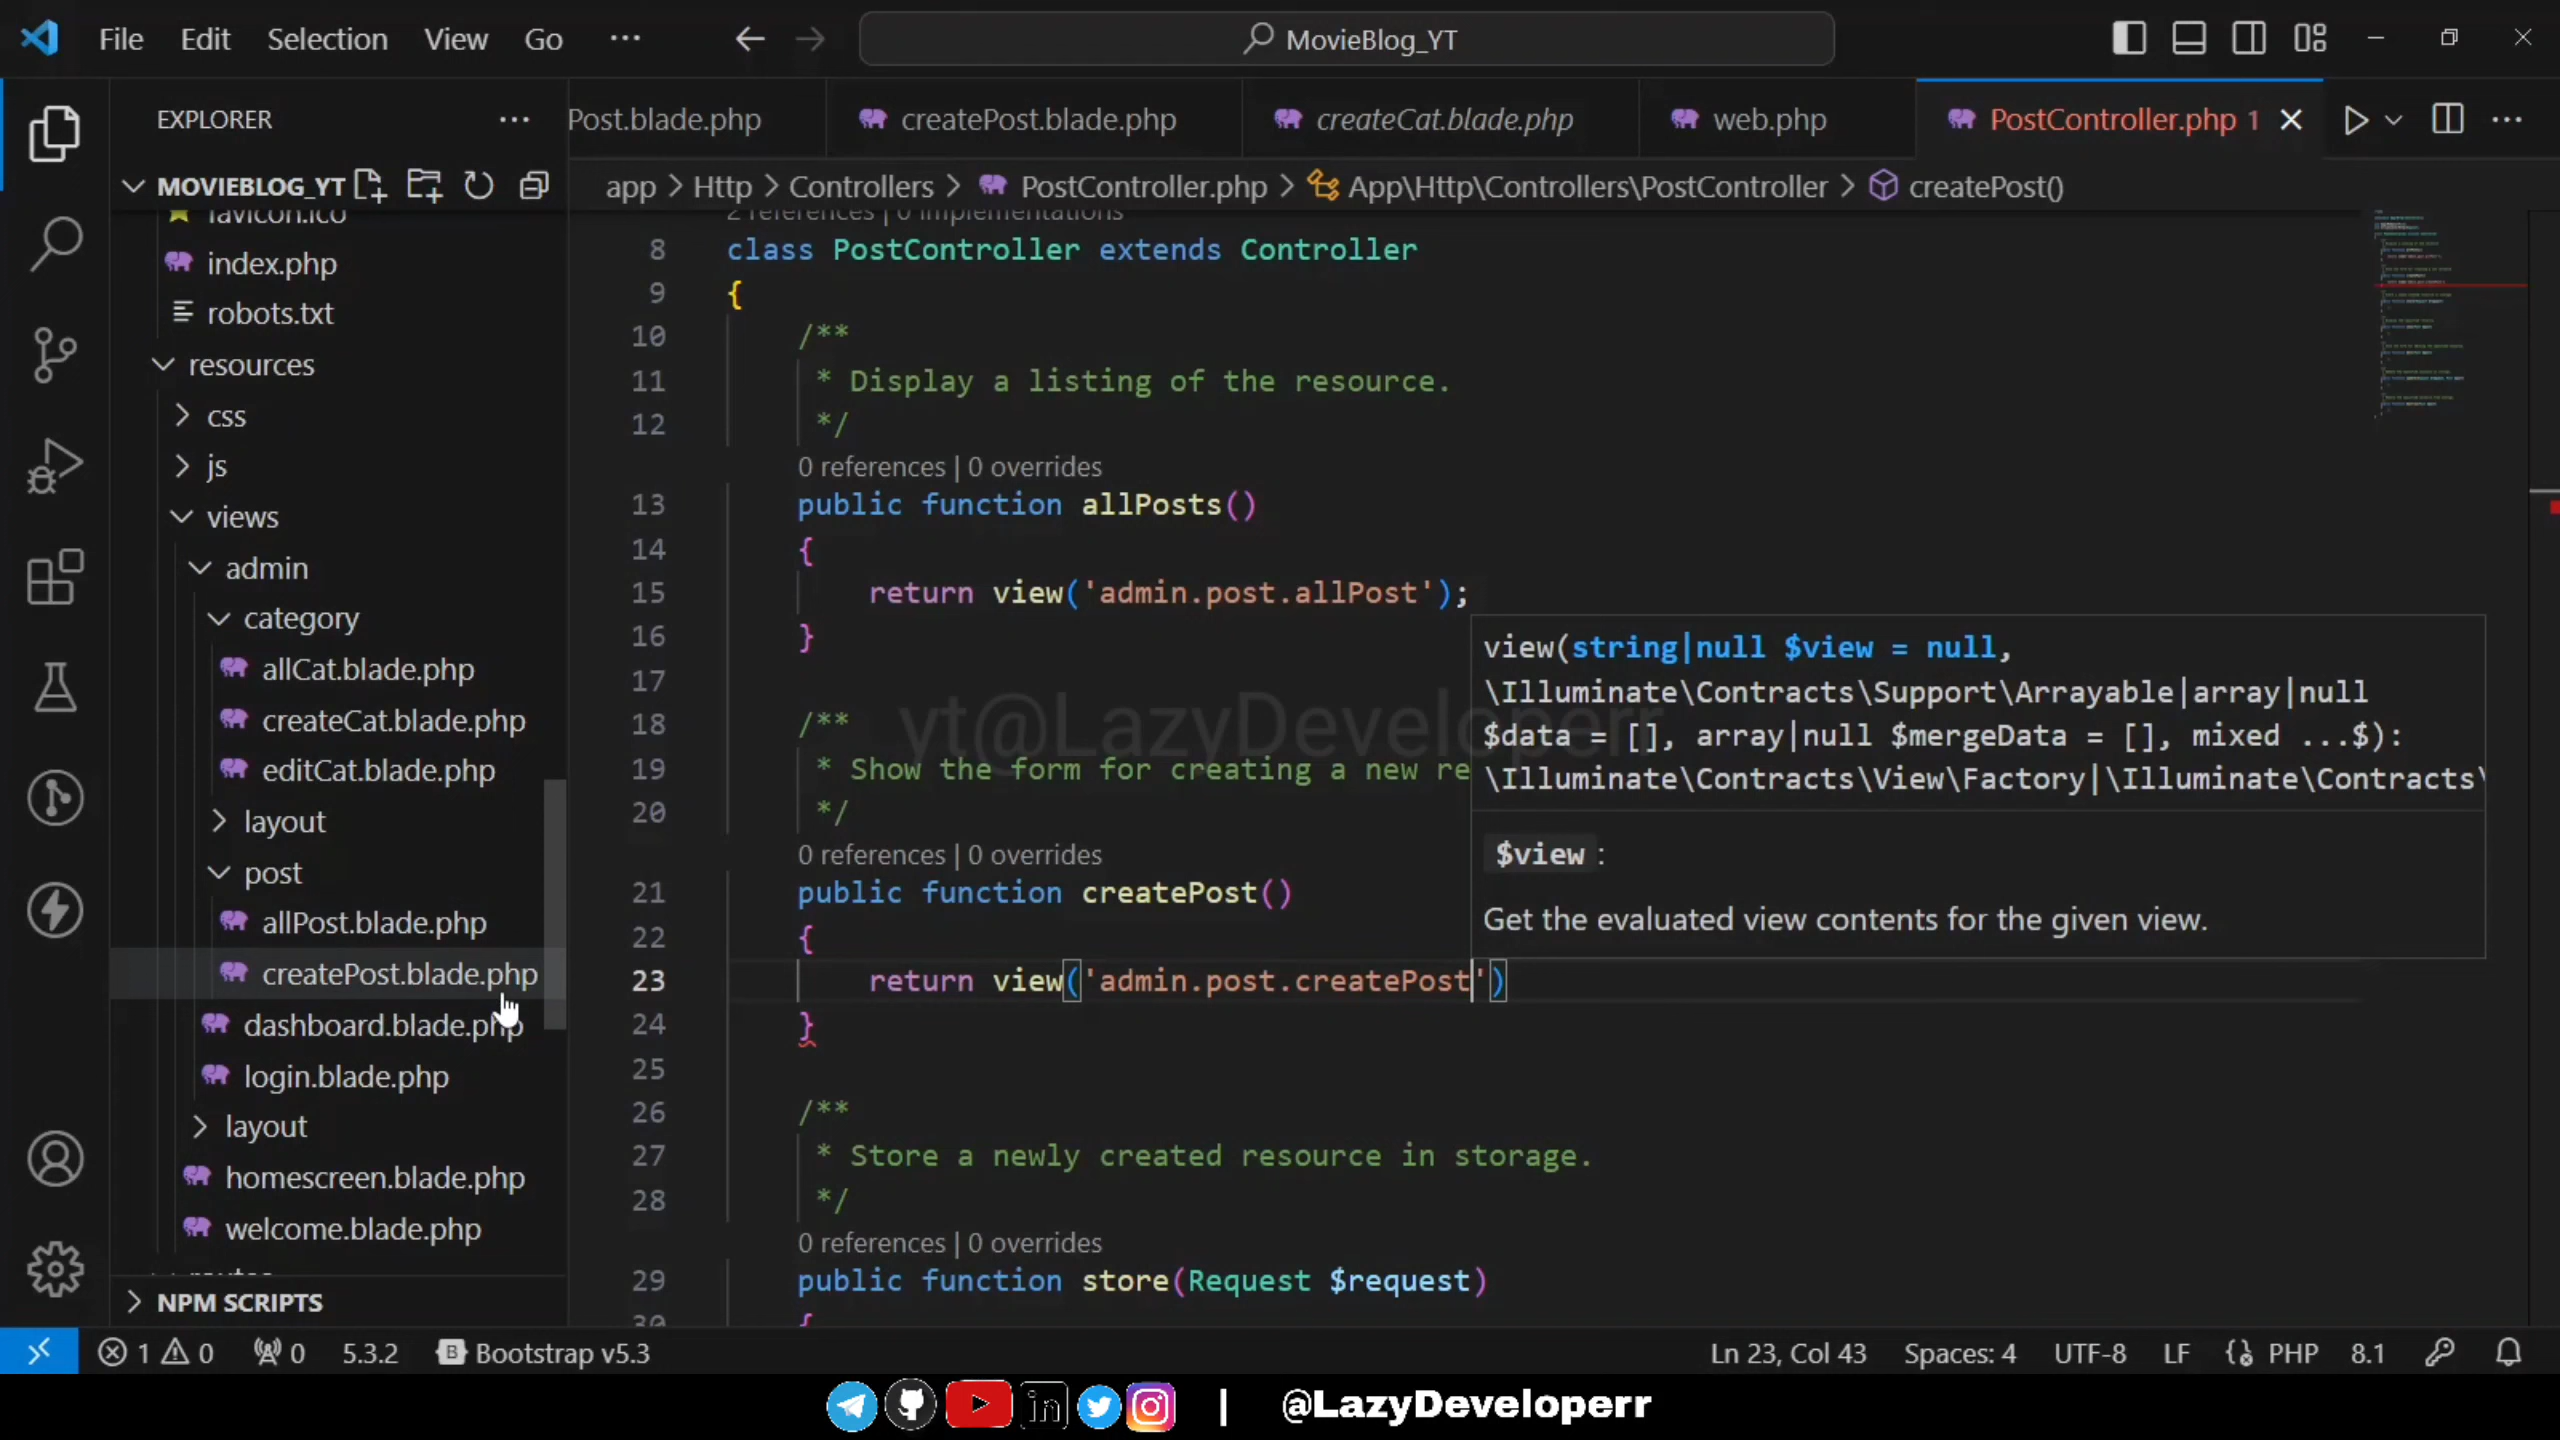 File Edit Selection View Go ··· MovieBlog_YT
EXPLORER ···
Post.blade.php createPost.blade.php createCat.blade.php web.php PostController.php 1
MOVIEBLOG_YT
app > Http > Controllers > PostController.php > App\Http\Controllers\PostController > createPost()
favicon.ico
index.php
robots.txt
resources
css
js
views
admin
category
allCat.blade.php
createCat.blade.php
editCat.blade.php
layout
post
allPost.blade.php
createPost.blade.php
dashboard.blade.php
login.blade.php
layout
homescreen.blade.php
welcome.blade.php
NPM SCRIPTS
2 references | 0 implementations
8 class PostController extends Controller
9 {
10 /**
11 * Display a listing of the resource.
12 */
0 references | 0 overrides
13 public function allPosts()
14 {
15 return view('admin.post.allPost');
16 }
17
18 /**
19 * Show the form for creating a new re
20 */
0 references | 0 overrides
21 public function createPost()
22 {
23 return view('admin.post.createPost')
24 }
25
26 /**
27 * Store a newly created resource in storage.
28 */
0 references | 0 overrides
29 public function store(Request $request)
30 {
view(string|null $view = null,
\Illuminate\Contracts\Support\Arrayable|array|null
$data = [], array|null $mergeData = [], mixed ...$):
\Illuminate\Contracts\View\Factory|\Illuminate\Contracts\
$view :
Get the evaluated view contents for the given view.
yt@LazyDeveloperr
1 0 0 5.3.2 Bootstrap v5.3 Ln 23, Col 43 Spaces: 4 UTF-8 LF PHP 8.1
| @LazyDeveloperr